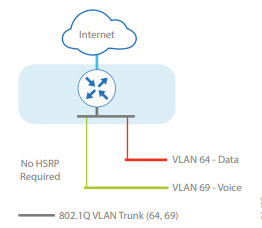 Internet
VLAN 64 - Data
No HSRP
Required
VLAN 69 - Voice
802.1Q VLAN Trunk (64, 69)